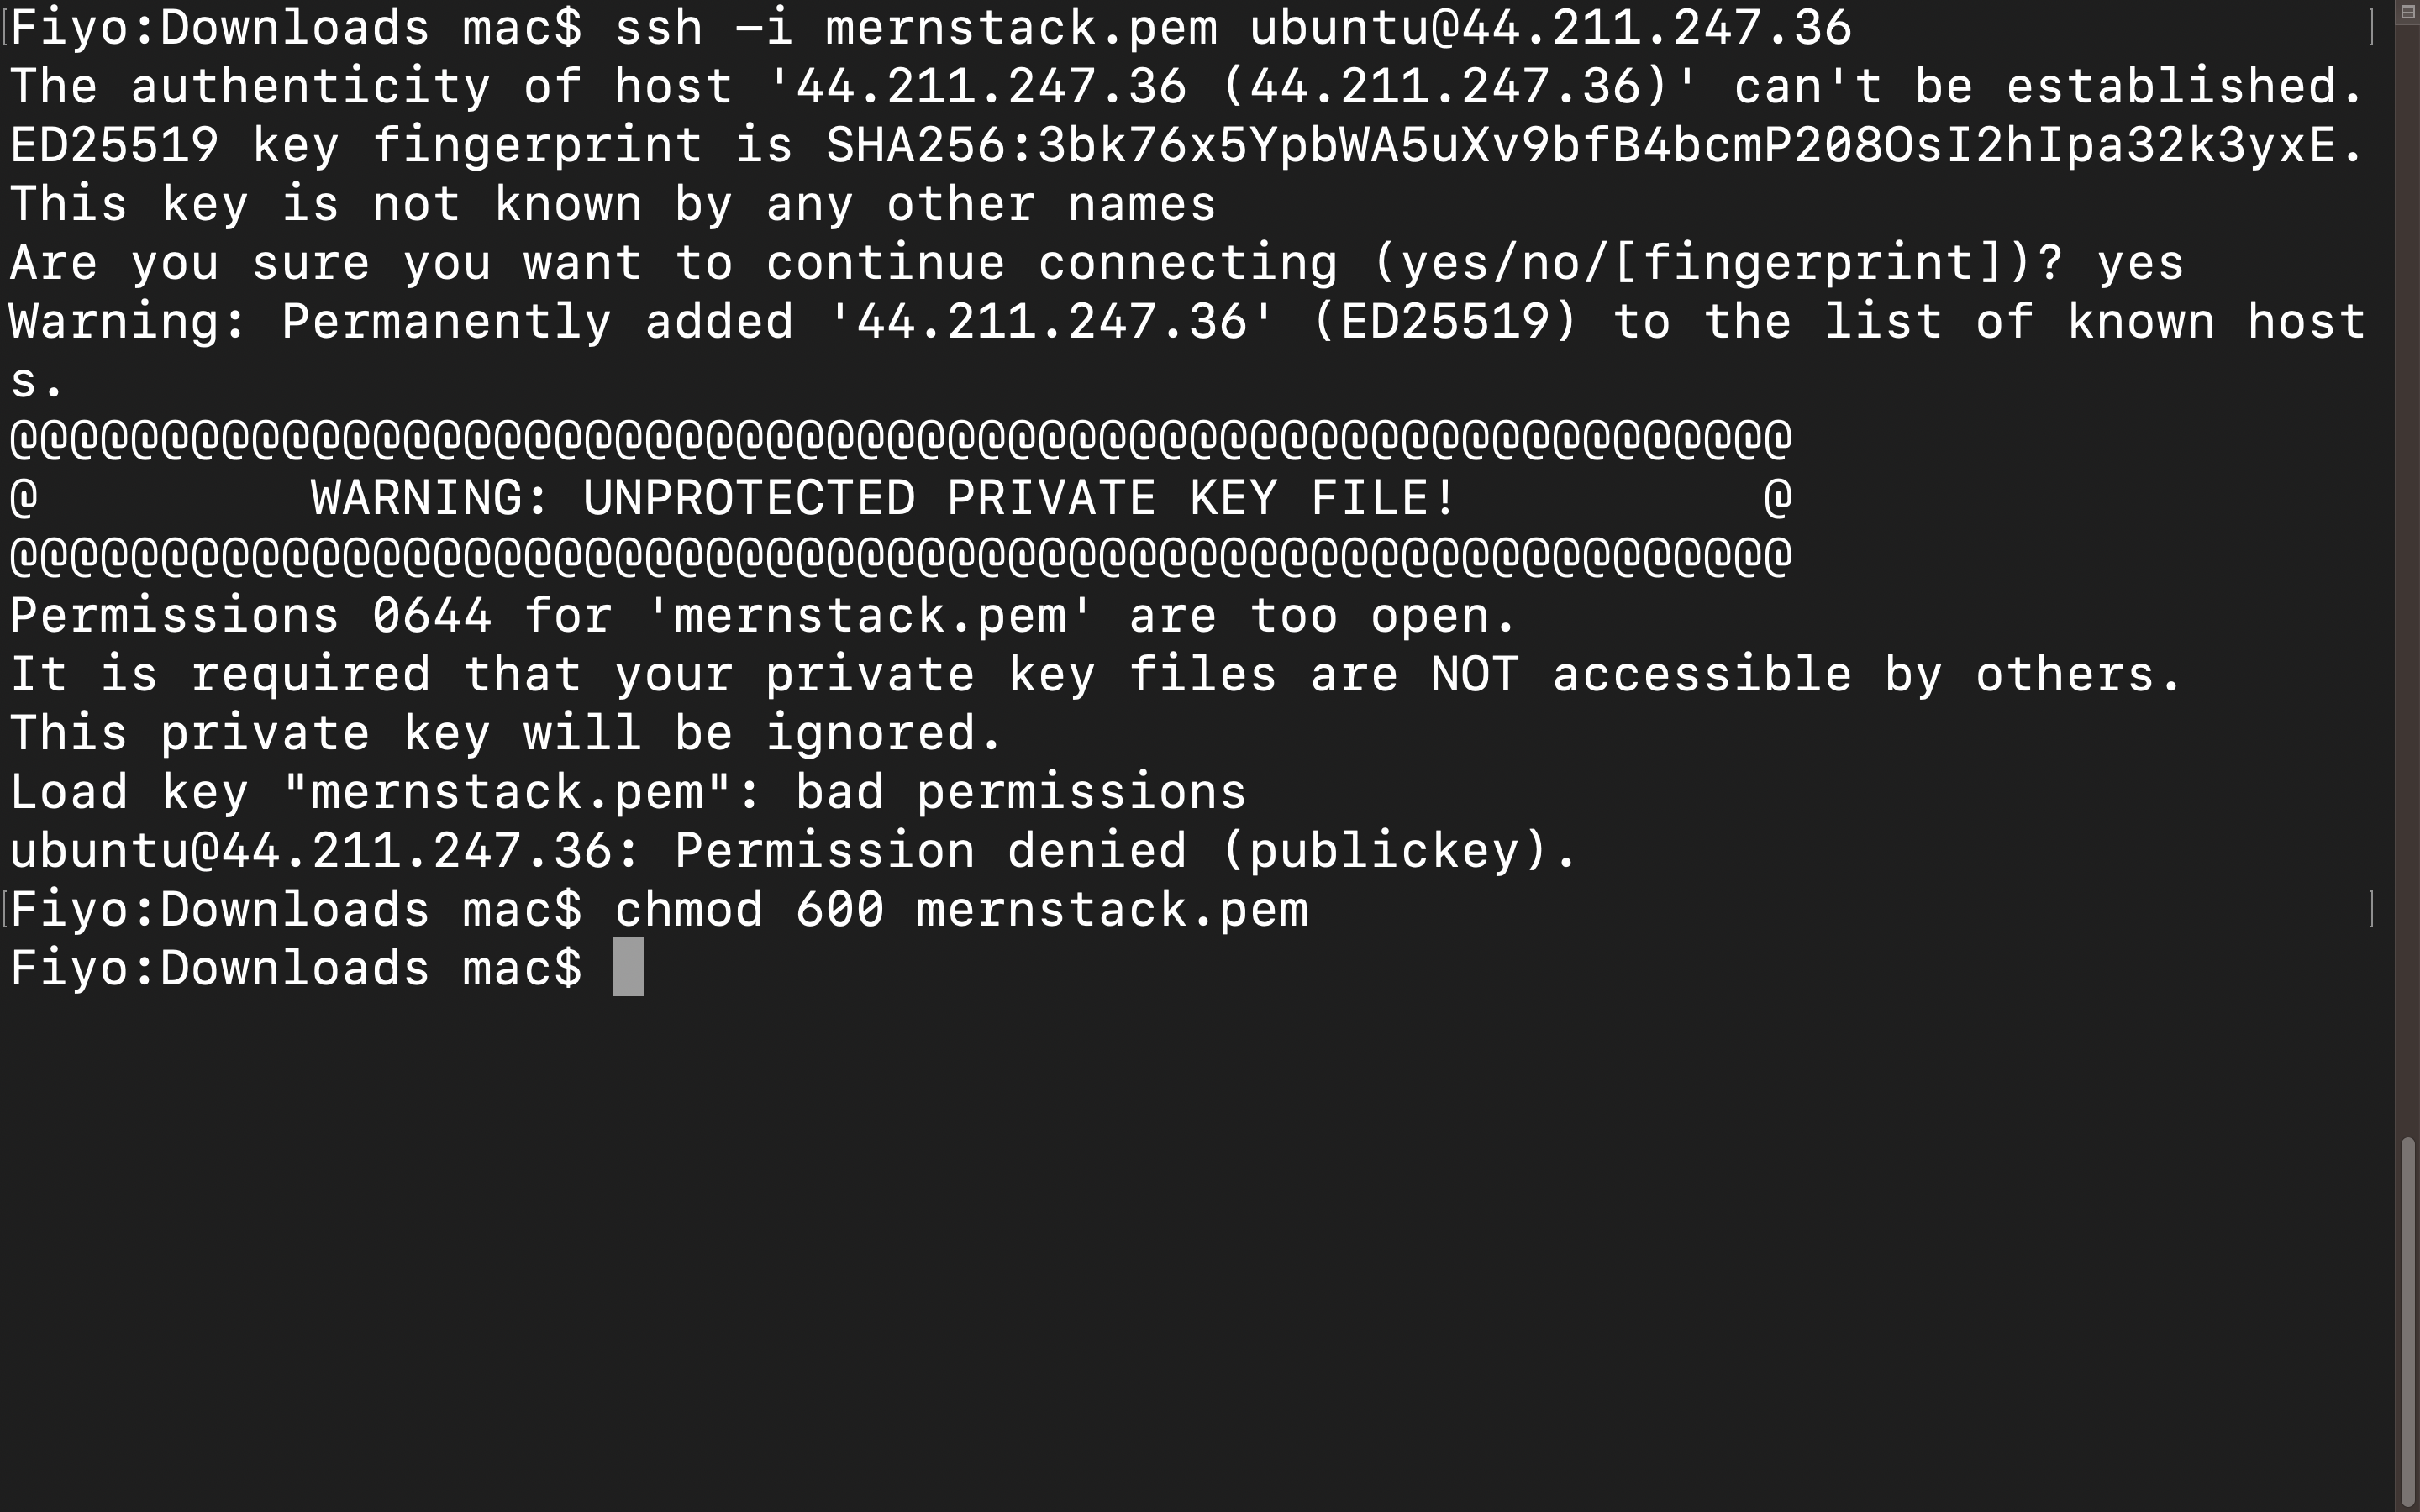 Fiyo:Downloads mac$ ssh -i mernstack.pem ubuntu@44.211.247.36
The authenticity of host '44.211.247.36 (44.211.247.36)' can't be established.
ED25519 key fingerprint is SHA256:3bk76x5YpbWA5uXv9bfB4bcmP208OsI2hIpa32k3yxE.
This key is not known by any other names
Are you sure you want to continue connecting (yes/no/[fingerprint])? yes
Warning: Permanently added '44.211.247.36' (ED25519) to the list of known host
s.
@@@@@@@@@@@@@@@@@@@@@@@@@@@@@@@@@@@@@@@@@@@@@@@@@@@@@@@@@@@
@         WARNING: UNPROTECTED PRIVATE KEY FILE!          @
@@@@@@@@@@@@@@@@@@@@@@@@@@@@@@@@@@@@@@@@@@@@@@@@@@@@@@@@@@@
Permissions 0644 for 'mernstack.pem' are too open.
It is required that your private key files are NOT accessible by others.
This private key will be ignored.
Load key "mernstack.pem": bad permissions
ubuntu@44.211.247.36: Permission denied (publickey).
Fiyo:Downloads mac$ chmod 600 mernstack.pem
Fiyo:Downloads mac$